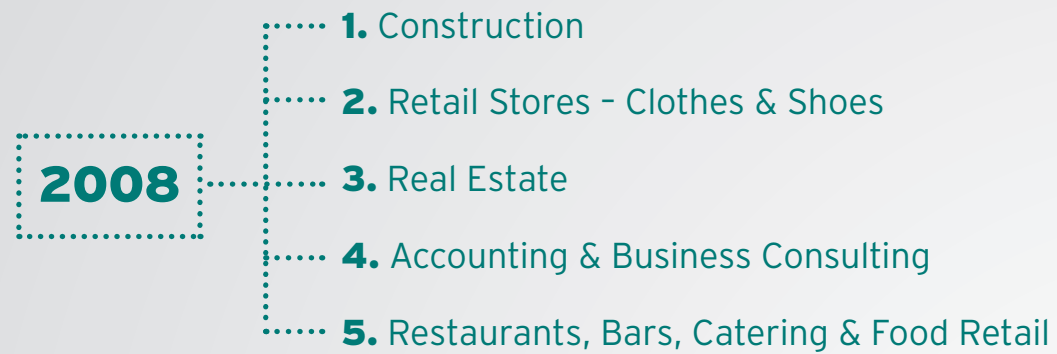 1. Construction
2. Retail Stores – Clothes & Shoes
2008
3. Real Estate
4. Accounting & Business Consulting
5. Restaurants, Bars, Catering & Food Retail